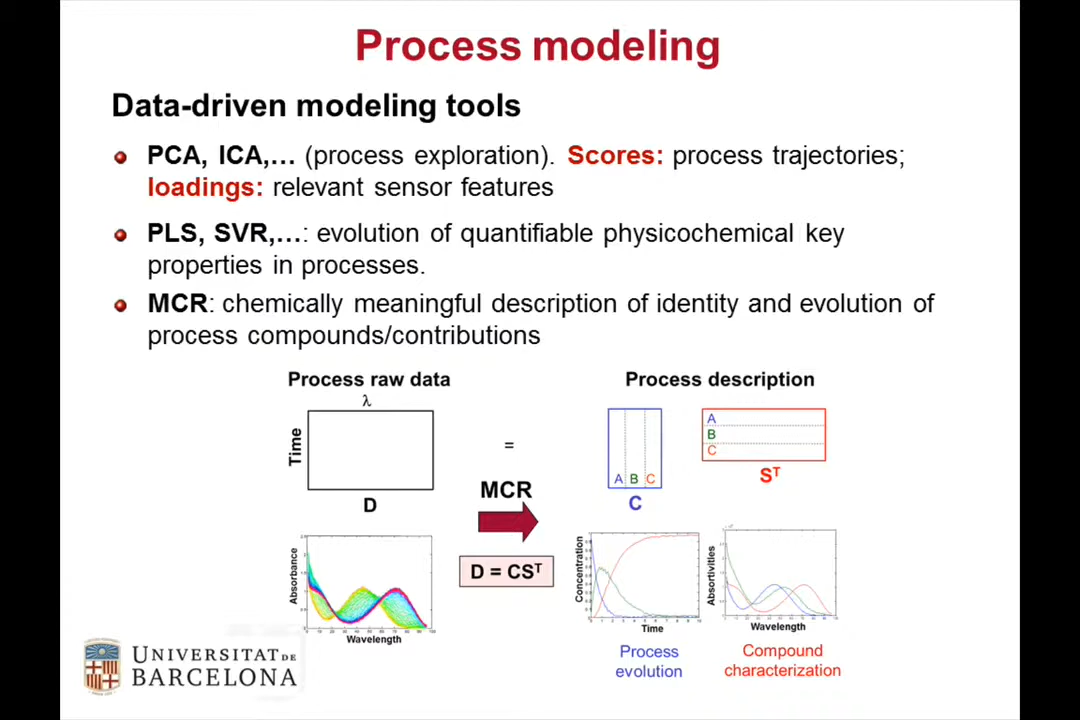 Process modeling
Data-driven modeling tools
PCA, ICA,… (process exploration). Scores: process trajectories;
loadings: relevant sensor features
PLS, SVR,…: evolution of quantifiable physicochemical key
properties in processes.
MCR: chemically meaningful description of identity and evolution of
process compounds/contributions
Process raw data
λ
Time
D
=
MCR
D = CSᵀ
Process description
A B C
C
A
B
C
Sᵀ
Absorbance
Wavelength
Concentration
Time
Process
evolution
Absortivities
Wavelength
Compound
characterization
UNIVERSITAT DE
BARCELONA